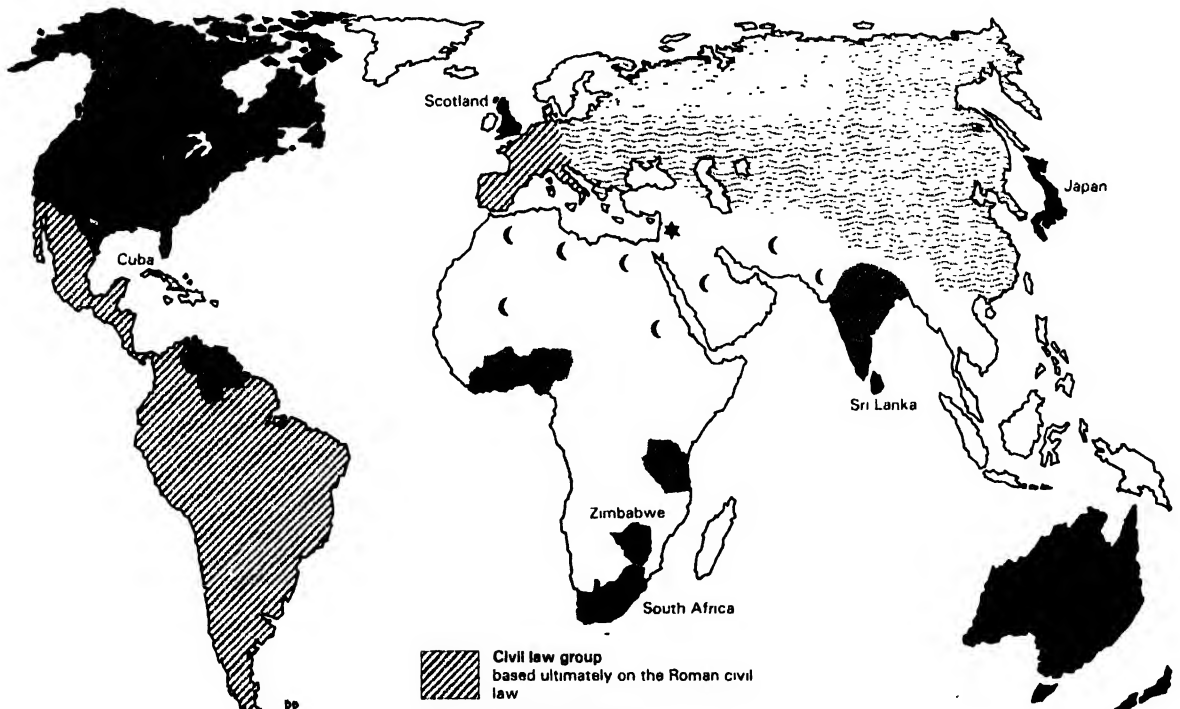 Scotland
Japan
Cuba
Sri Lanka
Zimbabwe
South Africa
Civil law group
based ultimately on the Roman civil
law